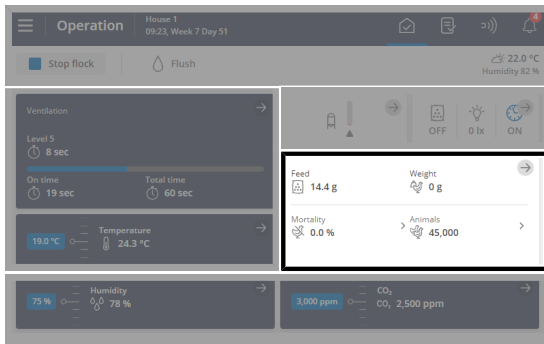 Operation
House 1
09:23, Week 7 Day 51
4
Stop flock
Flush
22.0 °C
Humidity 82 %
Ventilation
Level 5
8 sec
On time
19 sec
Total time
60 sec
OFF
0 lx
ON
Feed
14.4 g
Weight
0 g
Mortality
0.0 %
Animals
45,000
Temperature
19.0 °C
24.3 °C
Humidity
75 %
78 %
CO₂
3,000 ppm
CO₂ 2,500 ppm